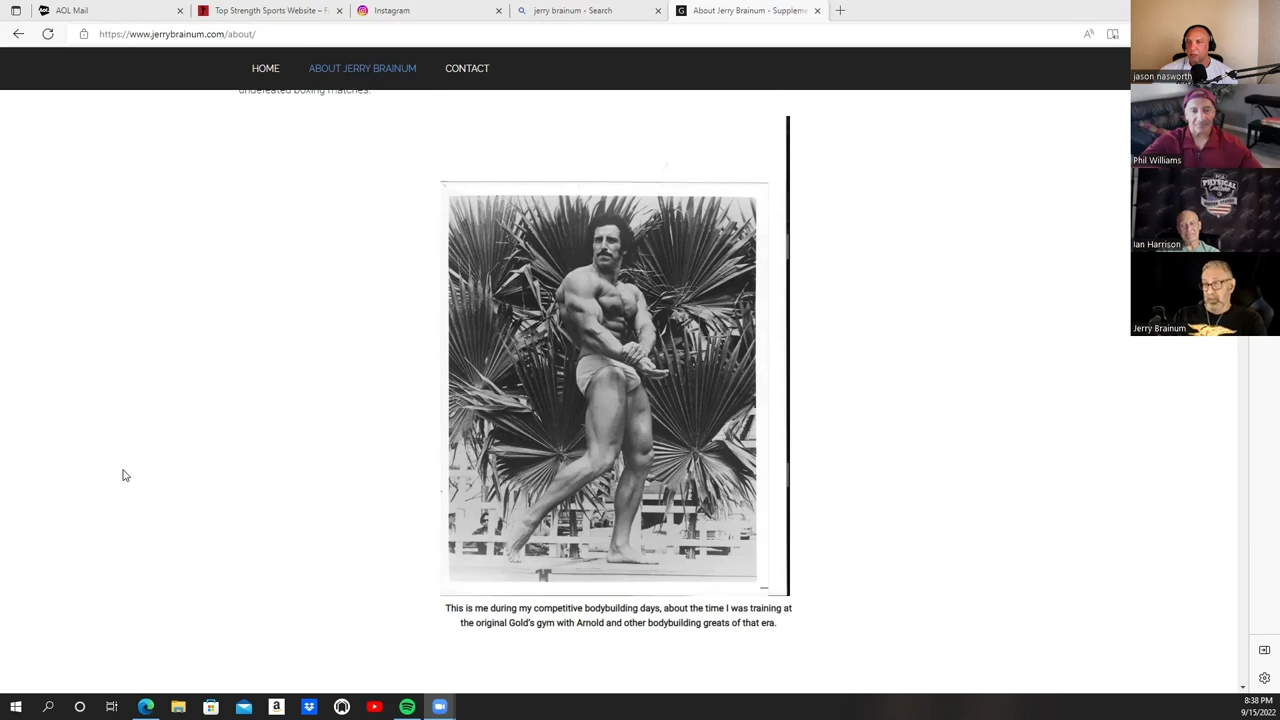 AOL Mail
Top Strength Sports Website – F
Instagram
jerry brainum - Search
About Jerry Brainum - Suppleme
https://www.jerrybrainum.com/about/
HOME
ABOUT JERRY BRAINUM
CONTACT
undefeated boxing matches.
jason nasworth
Phil Williams
PHYSICAL
Ian Harrison
Jerry Brainum
This is me during my competitive bodybuilding days, about the time I was training at
the original Gold's gym with Arnold and other bodybuilding greats of that era.
8:38 PM
9/15/2022